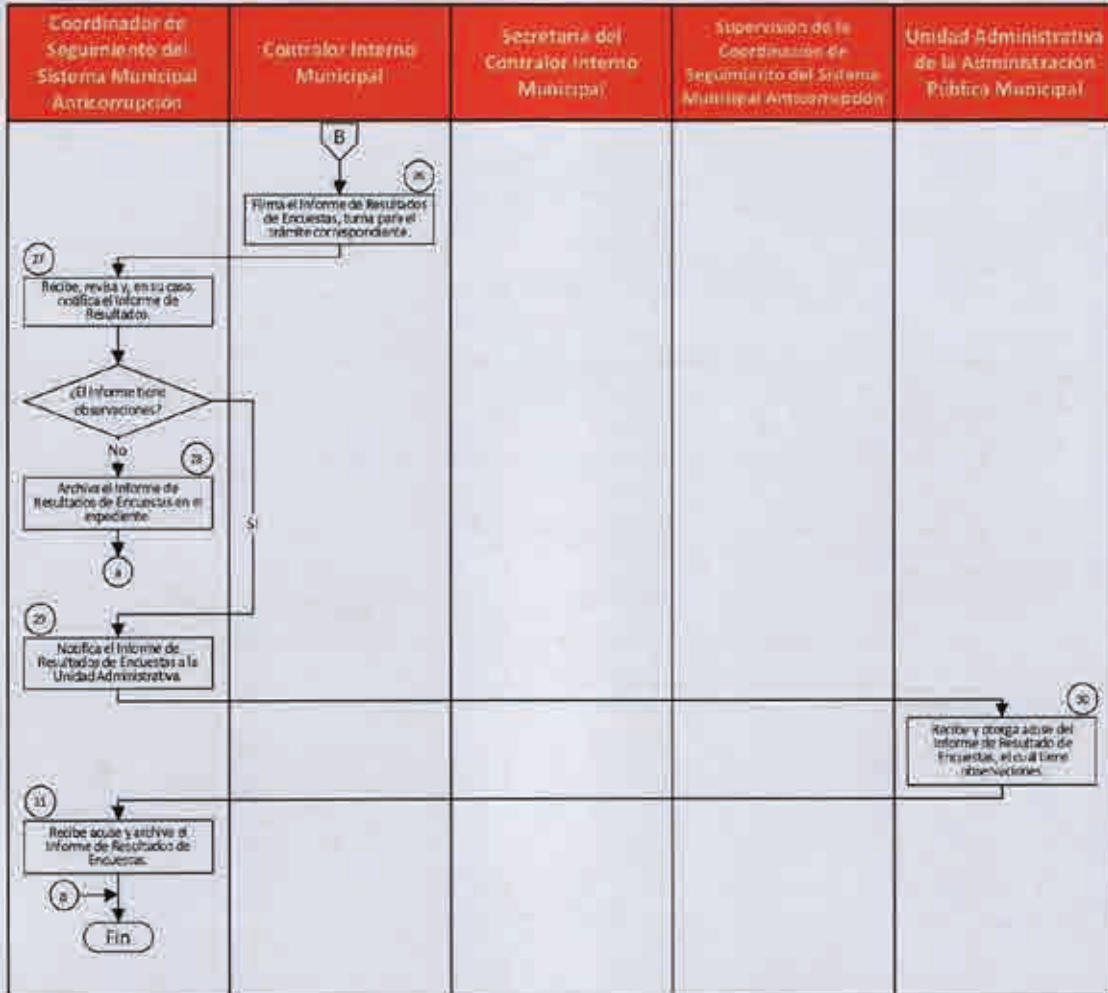 Coordinador de
Seguimiento del
Sistema Municipal
Anticorrupción
Contralor Interno
Municipal
Secretaria del
Contralor Interno
Municipal
Supervisión de la
Coordinación de
Seguimiento del Sistema
Municipal Anticorrupción
Unidad Administrativa
de la Administración
Pública Municipal
B
26
Firma el Informe de Resultados
de Encuestas, turna para el
trámite correspondiente.
27
Recibe, revisa y, en su caso,
notifica el Informe de
Resultados.
¿El Informe tiene
observaciones?
No
Si
28
Archiva el Informe de
Resultados de Encuestas en el
expediente
a
29
Notifica el Informe de
Resultados de Encuestas a la
Unidad Administrativa.
30
Recibe y otorga acuse del
Informe de Resultado de
Encuestas, el cuál tiene
observaciones.
31
Recibe acuse y archiva el
Informe de Resultados de
Encuestas.
a
Fin